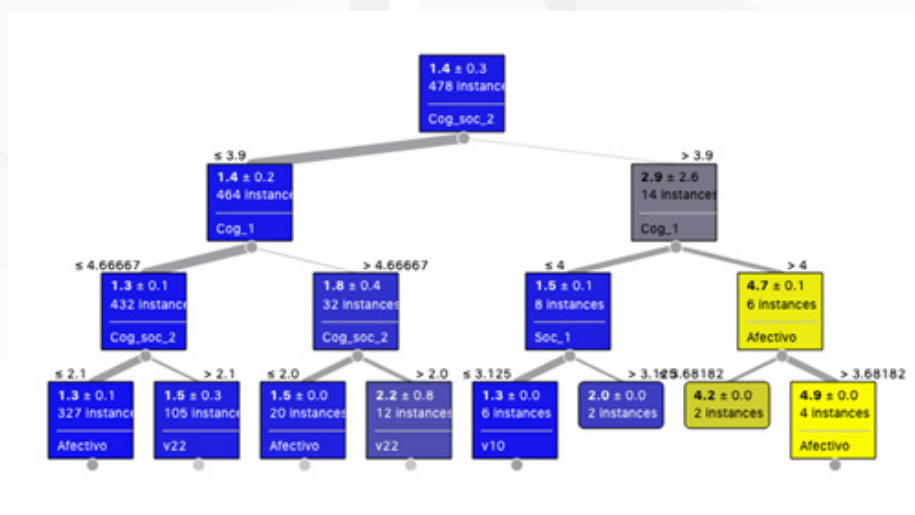 1.4 ± 0.3
478 instance
Cog_soc_2
≤ 3.9
> 3.9
1.4 ± 0.2
464 instance
Cog_1
2.9 ± 2.6
14 instances
Cog_1
≤ 4.66667
> 4.66667
≤ 4
> 4
1.3 ± 0.1
432 instance
Cog_soc_2
1.8 ± 0.4
32 instances
Cog_soc_2
1.5 ± 0.1
8 instances
Soc_1
4.7 ± 0.1
6 instances
Afectivo
≤ 2.1
> 2.1
≤ 2.0
> 2.0
≤ 3.125
> 3.125
≤ 3.68182
> 3.68182
1.3 ± 0.1
327 instance
Afectivo
1.5 ± 0.3
105 instance
v22
1.5 ± 0.0
20 instances
Afectivo
2.2 ± 0.8
12 instances
v22
1.3 ± 0.0
6 instances
v10
2.0 ± 0.0
2 instances
4.2 ± 0.0
2 instances
4.9 ± 0.0
4 instances
Afectivo